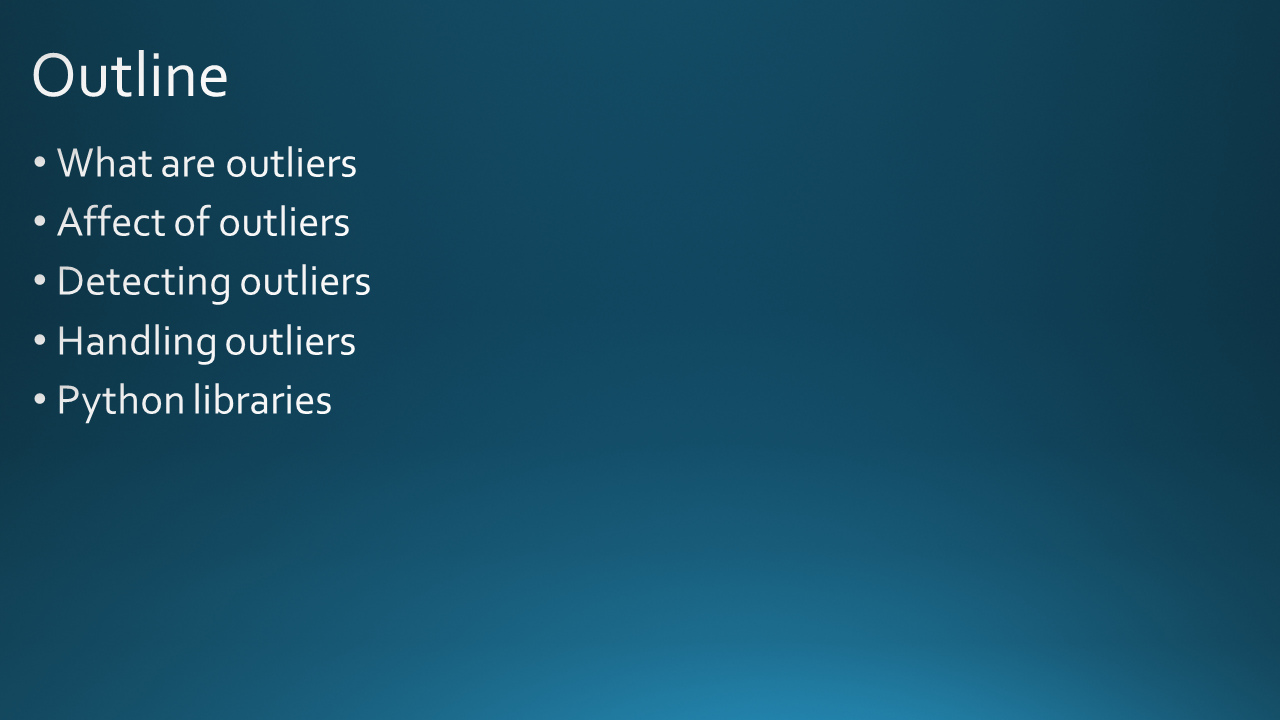 Outline
• What are outliers
• Affect of outliers
• Detecting outliers
• Handling outliers
• Python libraries